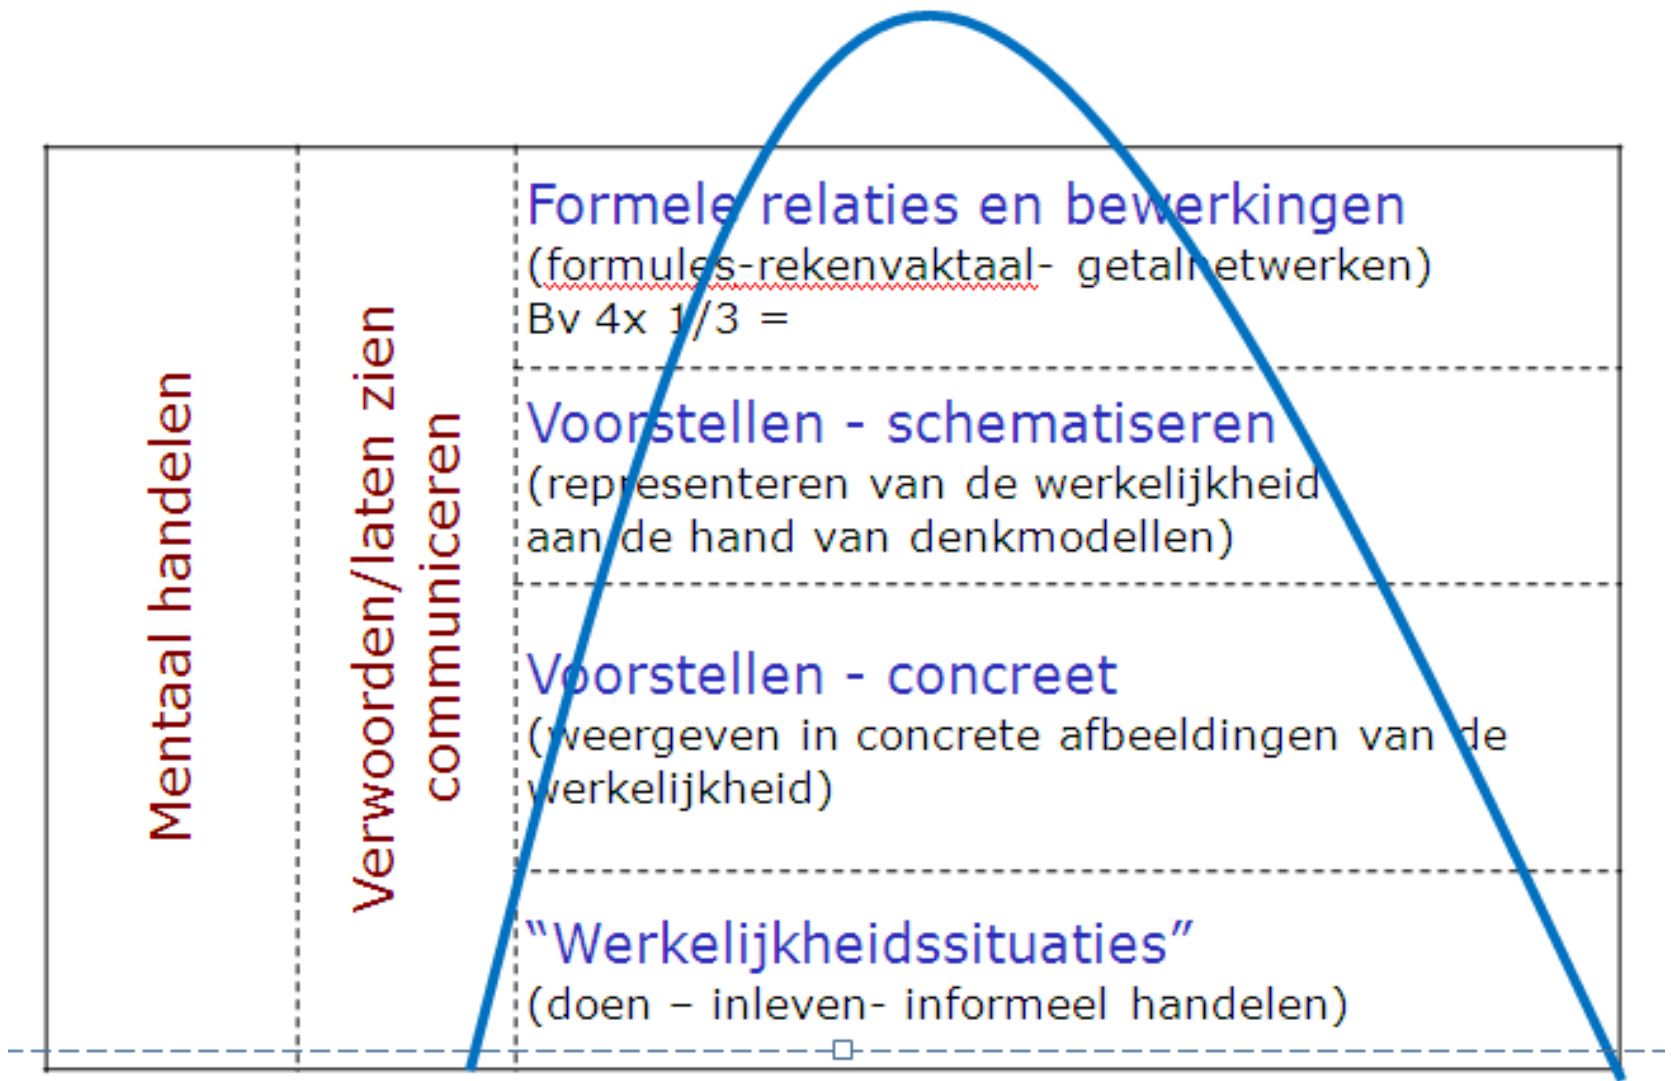 Mentaal handelen
Verwoorden/laten zien
communiceren
Formele relaties en bewerkingen
(formules-rekenvaktaal- getalnetwerken)
Bv 4x 1/3 =
Voorstellen - schematiseren
(representeren van de werkelijkheid
aan de hand van denkmodellen)
Voorstellen - concreet
(weergeven in concrete afbeeldingen van de
werkelijkheid)
“Werkelijkheidssituaties”
(doen – inleven- informeel handelen)